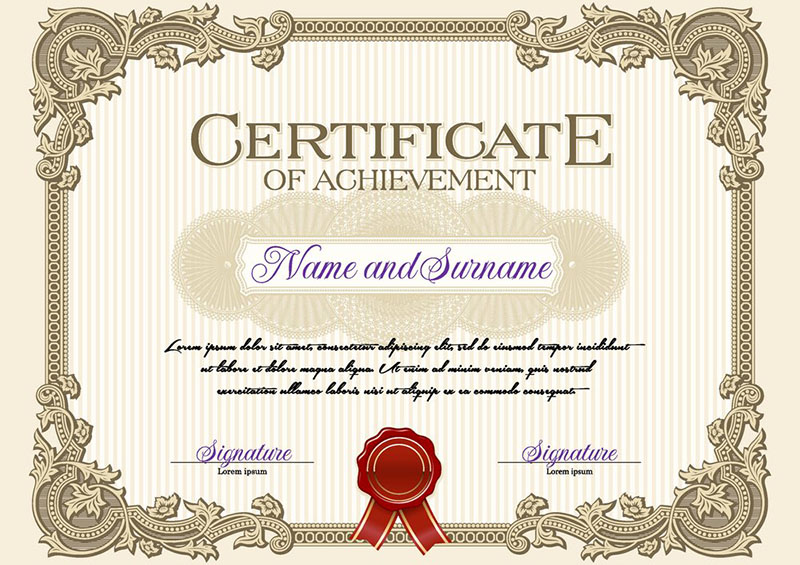 CERTIFICATE
OF ACHIEVEMENT
Name and Surname
Lorem ipsum dolor sit amet, consectetur adipiscing elit, sed do eiusmod tempor incididunt
ut labore et dolore magna aliqua. Ut enim ad minim veniam, quis nostrud
exercitation ullamco laboris nisi ut aliquip ex ea commodo consequat.
Signature
Lorem ipsum
Signature
Lorem ipsum